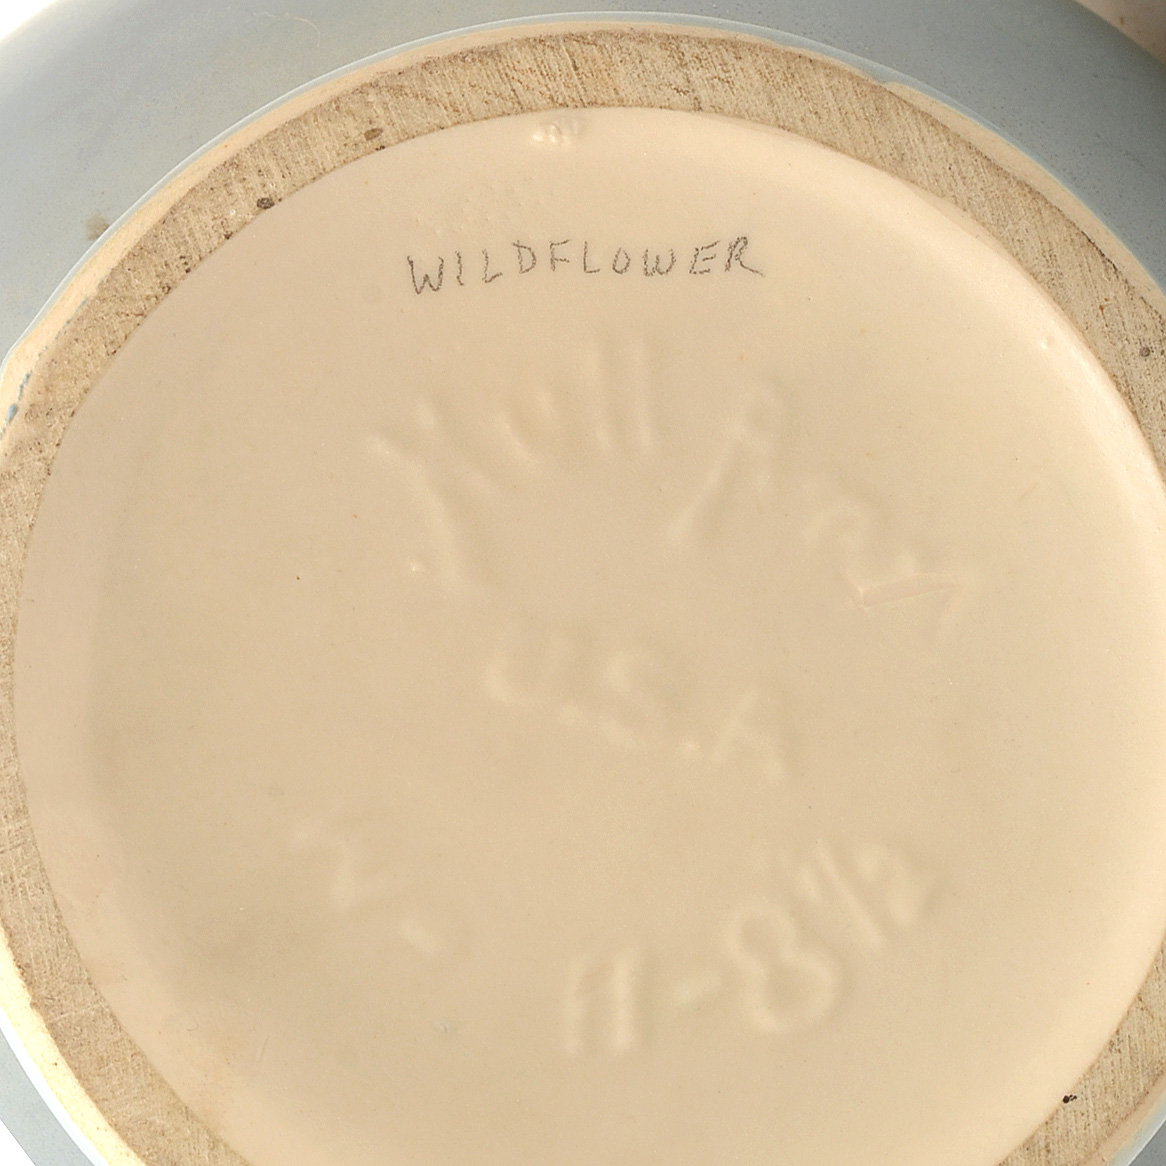 WILDFLOWER
Hull Art
U.S.A
W-11-8½